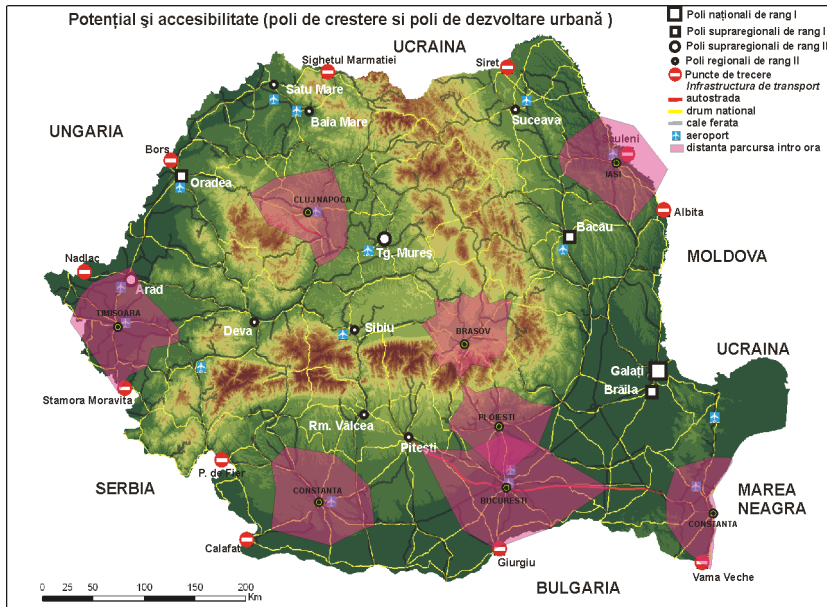 Potenţial şi accesibilitate (poli de crestere si poli de dezvoltare urbană )
Poli naționali de rang I
Poli supraregionali de rang I
Poli supraregionali de rang II
Poli regionali de rang II
Puncte de trecere
Infrastructura de transport
autostrada
drum national
cale ferata
aeroport
distanta parcursa intro ora
UCRAINA
Sighetul Marmatiei
Siret
Satu Mare
Baia Mare
Suceava
UNGARIA
Sculeni
Bors
IASI
Oradea
CLUJ NAPOCA
Albita
Bacău
Tg. Mureş
MOLDOVA
Nadlac
Arad
TIMISOARA
Deva
Sibiu
BRASOV
UCRAINA
Galați
Stamora Moravita
Brăila
Rm. Vâlcea
PLOIESTI
Piteşti
P. de Fier
SERBIA
CONSTANTA
BUCURESTI
MAREA
NEAGRA
CONSTANTA
Calafat
Giurgiu
Vama Veche
BULGARIA
0 25 50 100 150 200
Km